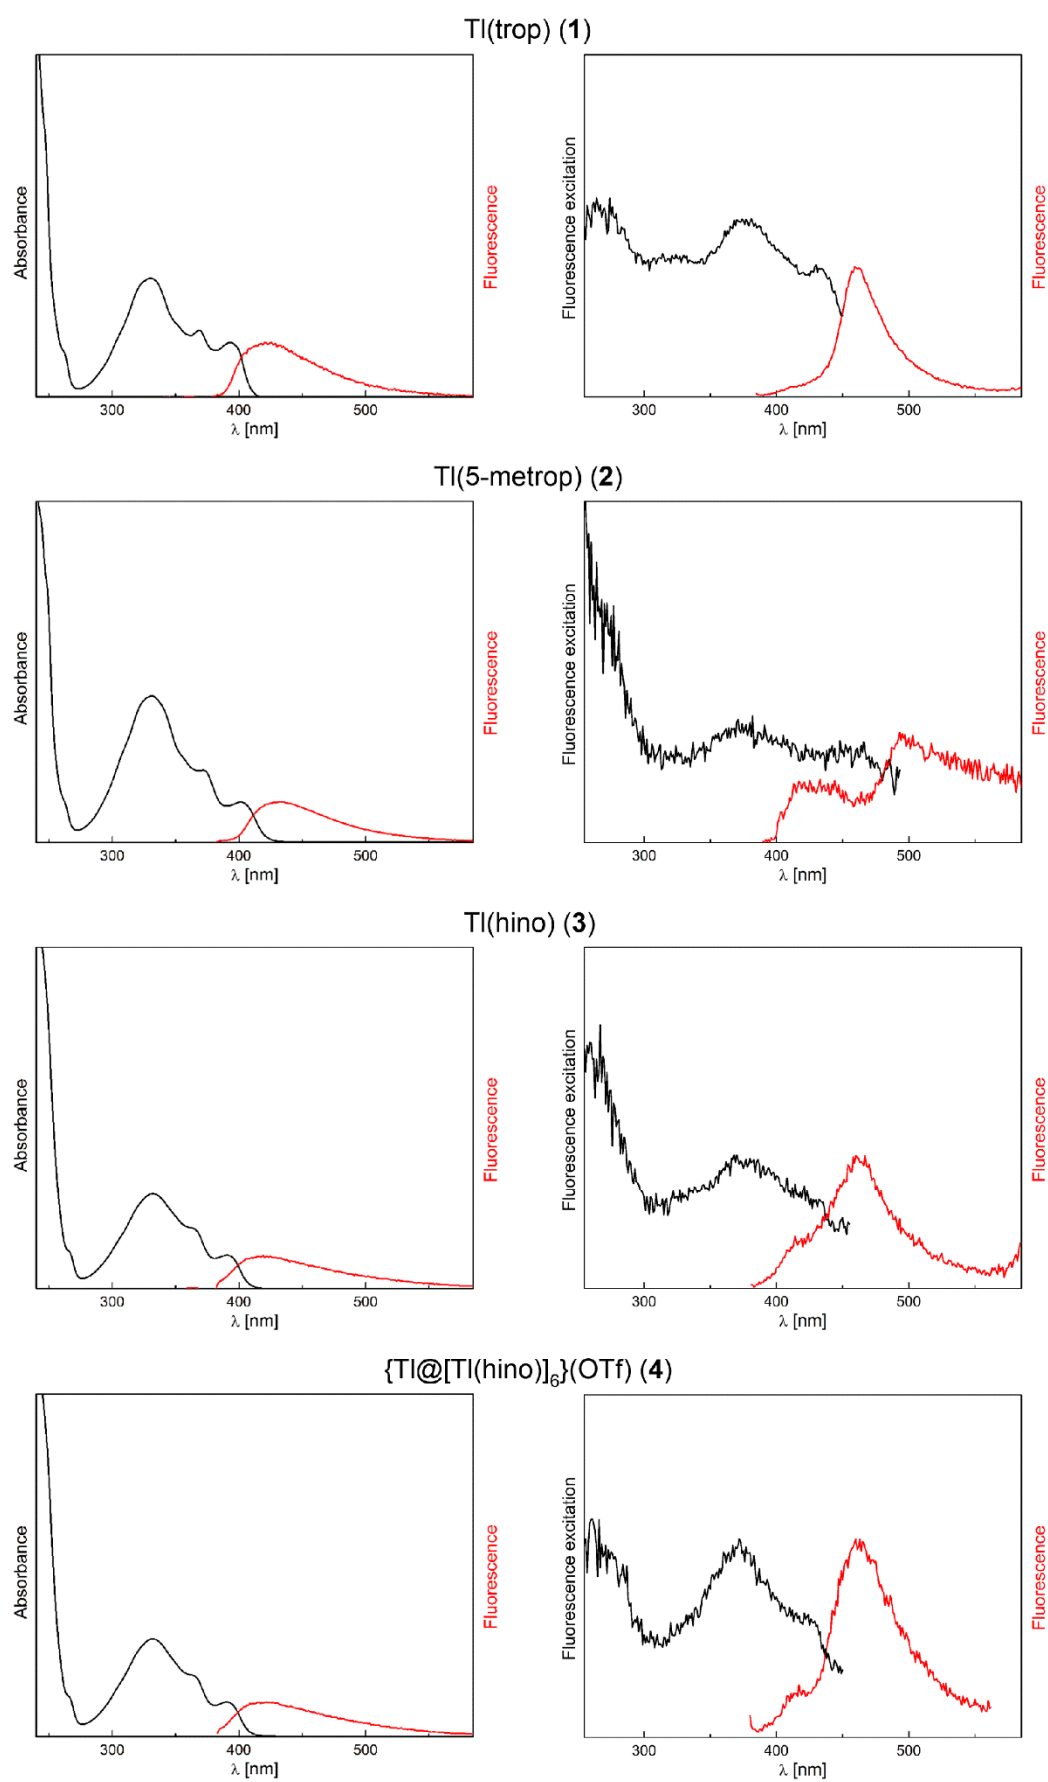 Tl(trop) (1)
Absorbance
Fluorescence
300 400 500
λ [nm]
Fluorescence excitation
Fluorescence
300 400 500
λ [nm]
Tl(5-metrop) (2)
Absorbance
Fluorescence
300 400 500
λ [nm]
Fluorescence excitation
Fluorescence
300 400 500
λ [nm]
Tl(hino) (3)
Absorbance
Fluorescence
300 400 500
λ [nm]
Fluorescence excitation
Fluorescence
300 400 500
λ [nm]
{Tl@[Tl(hino)]₆}(OTf) (4)
Absorbance
Fluorescence
300 400 500
λ [nm]
Fluorescence excitation
Fluorescence
300 400 500
λ [nm]